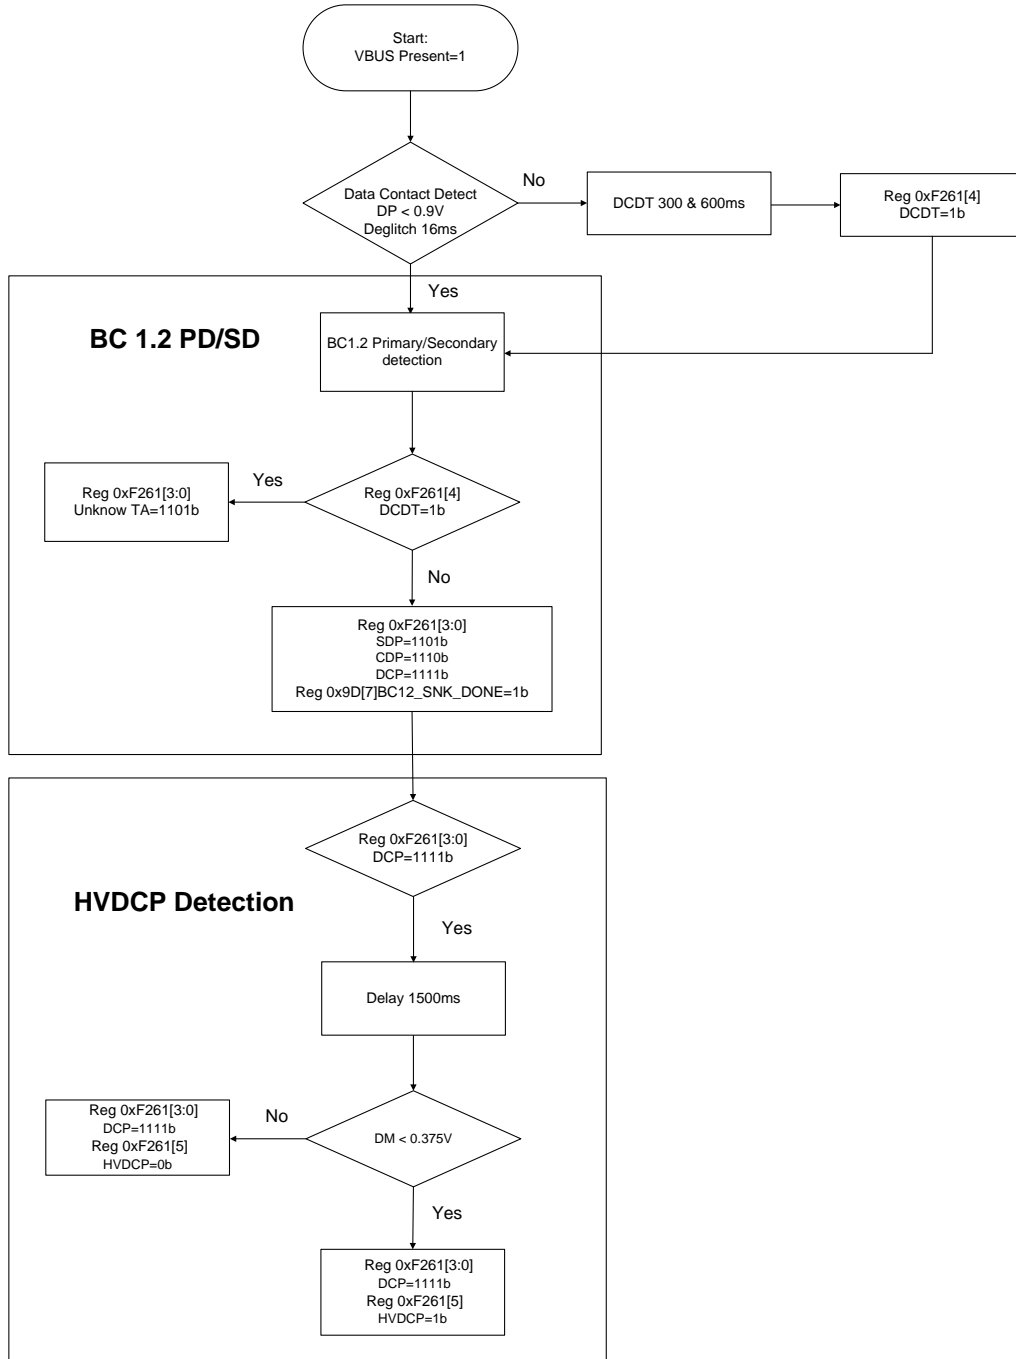 Start:
VBUS Present=1
Data Contact Detect
DP < 0.9V
Deglitch 16ms
No
DCDT 300 & 600ms
Reg 0xF261[4]
DCDT=1b
Yes
BC 1.2 PD/SD
BC1.2 Primary/Secondary
detection
Reg 0xF261[4]
DCDT=1b
Yes
Reg 0xF261[3:0]
Unknow TA=1101b
No
Reg 0xF261[3:0]
SDP=1101b
CDP=1110b
DCP=1111b
Reg 0x9D[7]BC12_SNK_DONE=1b
HVDCP Detection
Reg 0xF261[3:0]
DCP=1111b
Yes
Delay 1500ms
DM < 0.375V
No
Reg 0xF261[3:0]
DCP=1111b
Reg 0xF261[5]
HVDCP=0b
Yes
Reg 0xF261[3:0]
DCP=1111b
Reg 0xF261[5]
HVDCP=1b